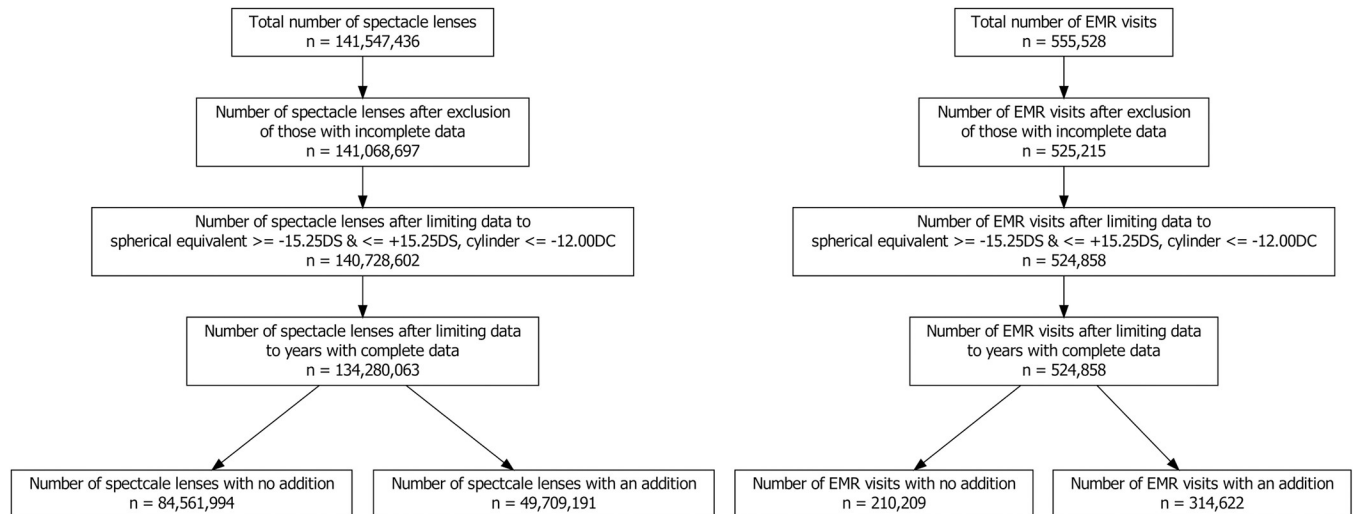 Total number of spectacle lenses
n = 141,547,436
Number of spectacle lenses after exclusion
of those with incomplete data
n = 141,068,697
Number of spectacle lenses after limiting data to
spherical equivalent >= -15.25DS & <= +15.25DS, cylinder <= -12.00DC
n = 140,728,602
Number of spectacle lenses after limiting data
to years with complete data
n = 134,280,063
Number of spectcale lenses with no addition
n = 84,561,994
Number of spectcale lenses with an addition
n = 49,709,191
Total number of EMR visits
n = 555,528
Number of EMR visits after exclusion
of those with incomplete data
n = 525,215
Number of EMR visits after limiting data to
spherical equivalent >= -15.25DS & <= +15.25DS, cylinder <= -12.00DC
n = 524,858
Number of EMR visits after limiting data
to years with complete data
n = 524,858
Number of EMR visits with no addition
n = 210,209
Number of EMR visits with an addition
n = 314,622